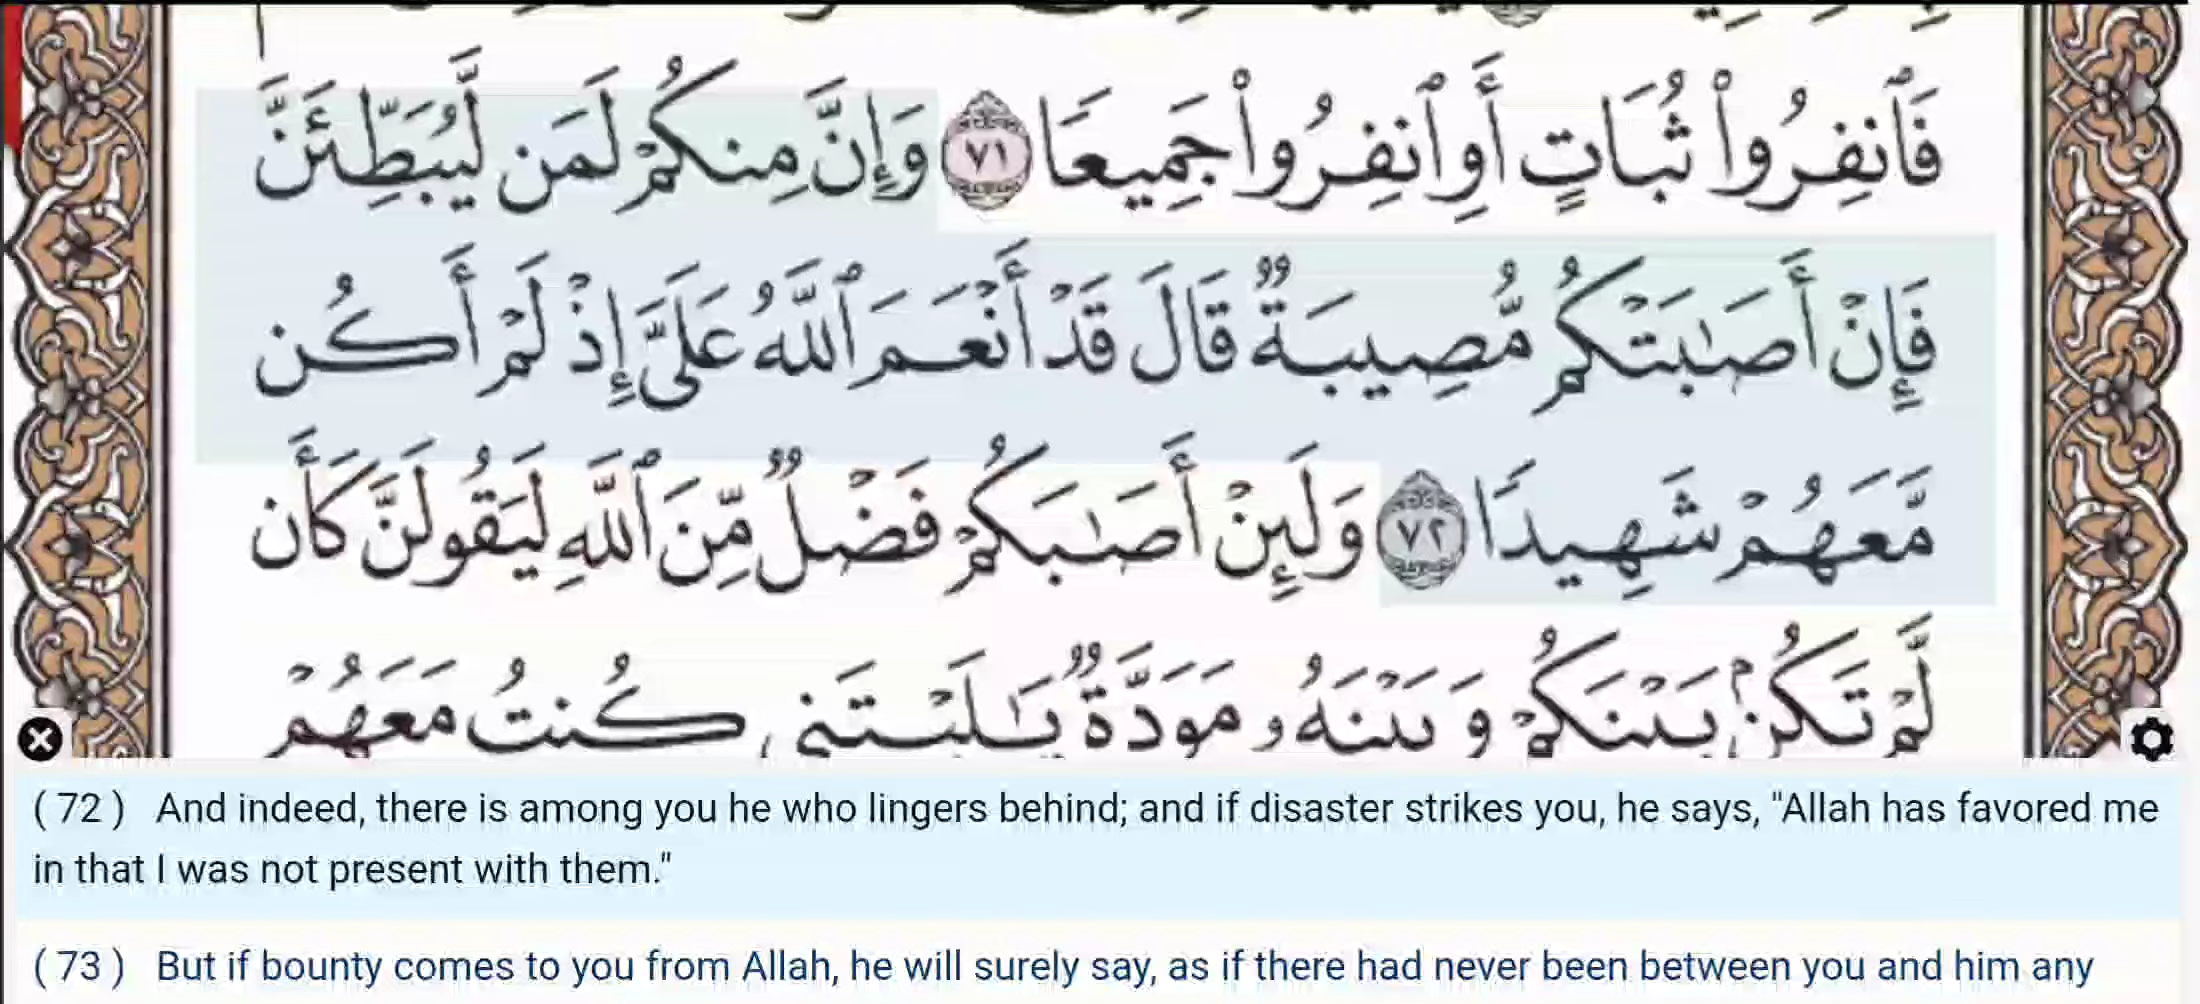 فَٱنفِرُوا۟ ثُبَاتٍ أَوِ ٱنفِرُوا۟ جَمِيعًا ٧١ وَإِنَّ مِنكُمْ لَمَن لَّيُبَطِّئَنَّ
فَإِنْ أَصَٰبَتْكُم مُّصِيبَةٌ قَالَ قَدْ أَنْعَمَ ٱللَّهُ عَلَىَّ إِذْ لَمْ أَكُن
مَّعَهُمْ شَهِيدًا ٧٢ وَلَئِنْ أَصَٰبَكُمْ فَضْلٌ مِّنَ ٱللَّهِ لَيَقُولَنَّ كَأَن
لَّمْ تَكُنۢ بَيْنَكُمْ وَبَيْنَهُۥ مَوَدَّةٌ يَٰلَيْتَنِى كُنتُ مَعَهُمْ
( 72 ) And indeed, there is among you he who lingers behind; and if disaster strikes you, he says, "Allah has favored me
in that I was not present with them."
( 73 ) But if bounty comes to you from Allah, he will surely say, as if there had never been between you and him any